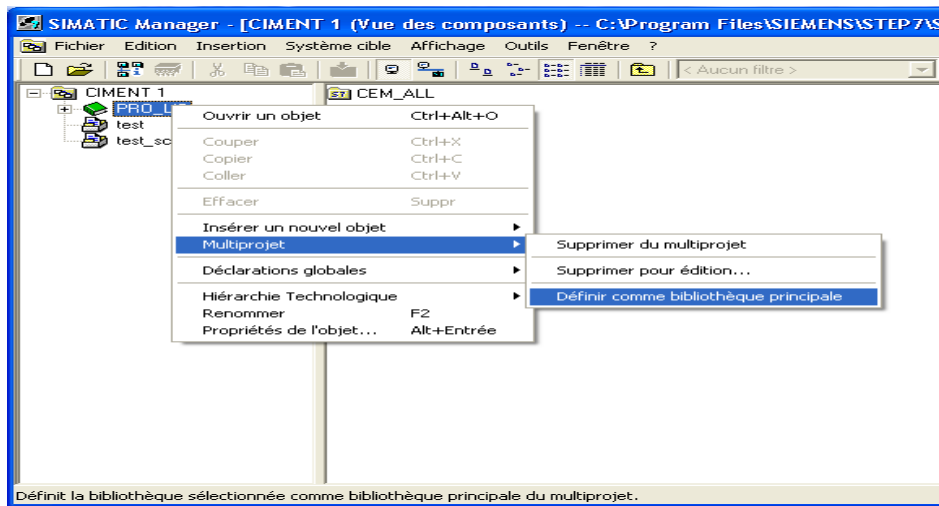 SIMATIC Manager - [CIMENT 1 (Vue des composants) -- C:\Program Files\SIEMENS\STEP7\S
Fichier Edition Insertion Système cible Affichage Outils Fenêtre ?
< Aucun filtre >
CIMENT 1
CEM_ALL
PRO_L
test
test_sc
Ouvrir un objet Ctrl+Alt+O
Couper Ctrl+X
Copier Ctrl+C
Coller Ctrl+V
Effacer Suppr
Insérer un nouvel objet
Multiprojet
Déclarations globales
Hiérarchie Technologique
Renommer F2
Propriétés de l'objet... Alt+Entrée
Supprimer du multiprojet
Supprimer pour édition...
Définir comme bibliothèque principale
Définit la bibliothèque sélectionnée comme bibliothèque principale du multiprojet.